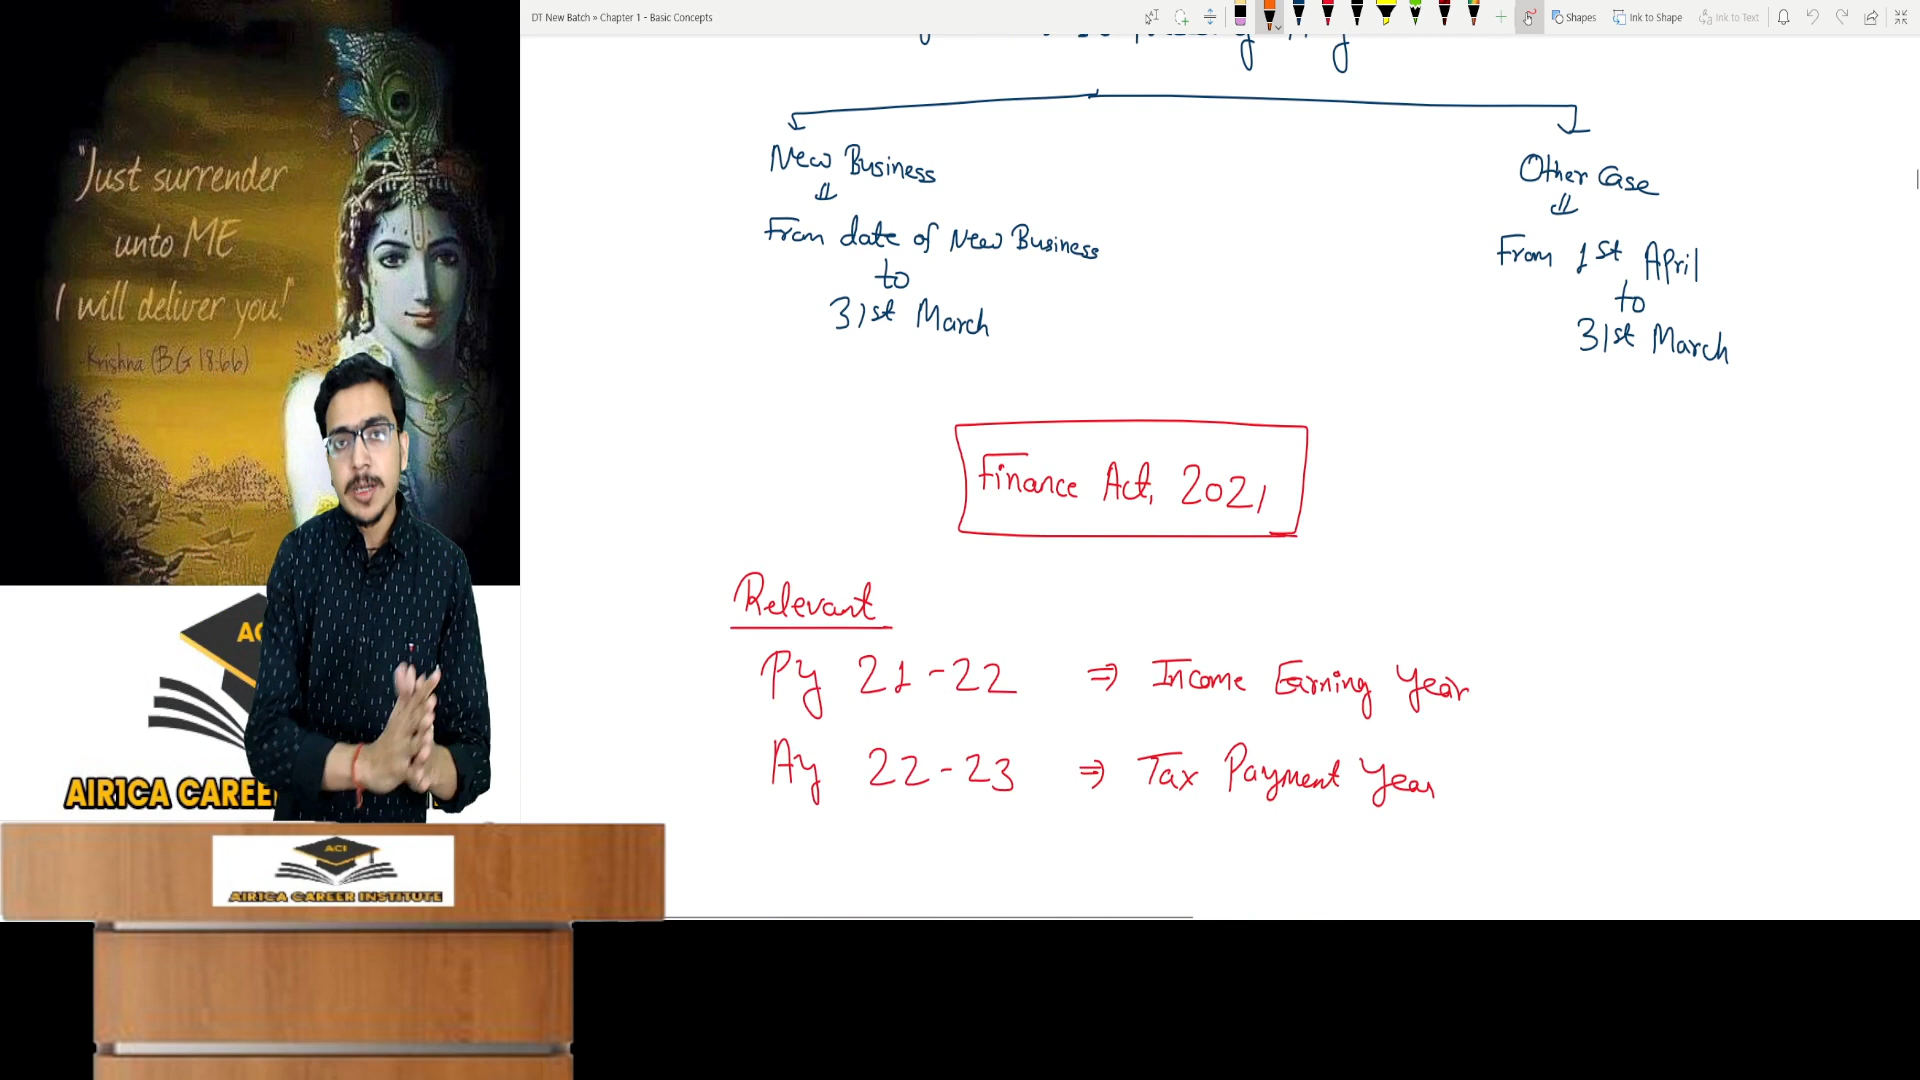 DT New Batch » Chapter 1 - Basic Concepts
Shapes
Ink to Shape
Ink to Text
New Business
From date of New Business
to
31st March
Other Case
From 1st April
to
31st March
Finance Act, 2021
Relevant
Py 21-22 ⇒ Income Earning Year
Ay 22-23 ⇒ Tax Payment Year
"Just surrender
unto ME
I will deliver you!"
-Krishna (B.G 18:66)
AIR1CA CAREE
ACI
AIR1CA CAREER INSTITUTE